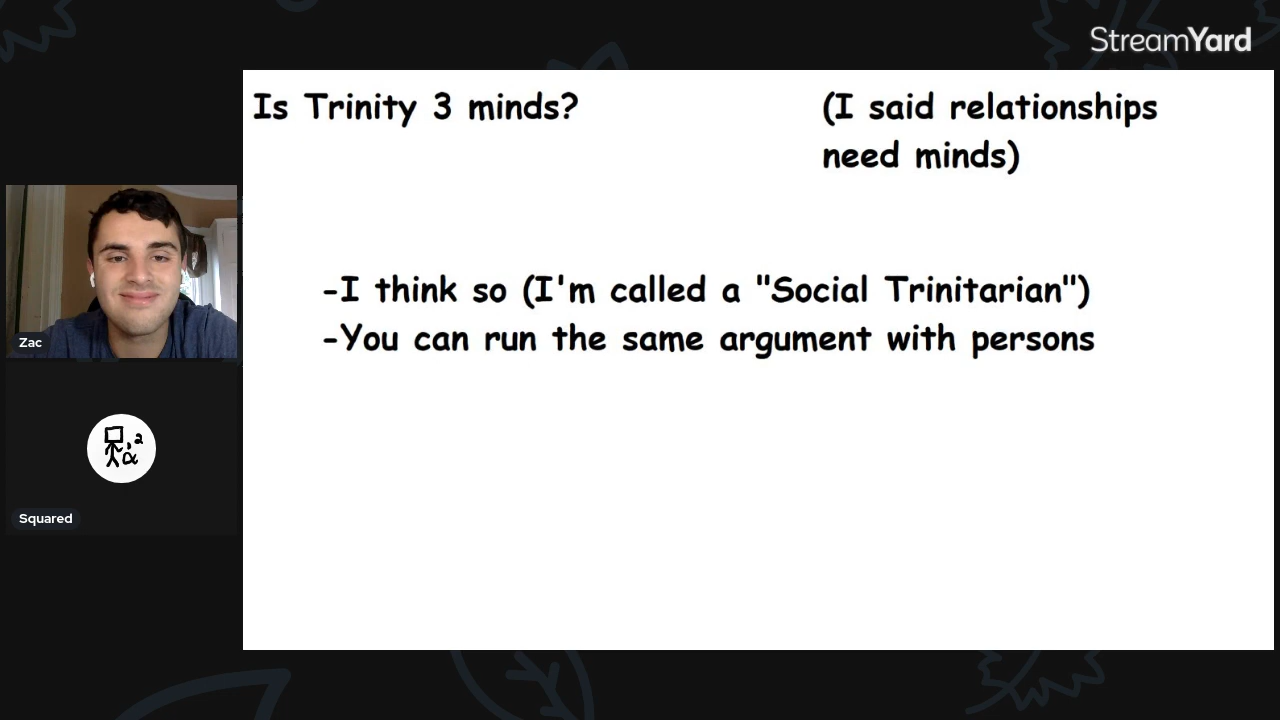 StreamYard
Is Trinity 3 minds?
(I said relationships
need minds)
-I think so (I'm called a "Social Trinitarian")
-You can run the same argument with persons
Zac
Squared